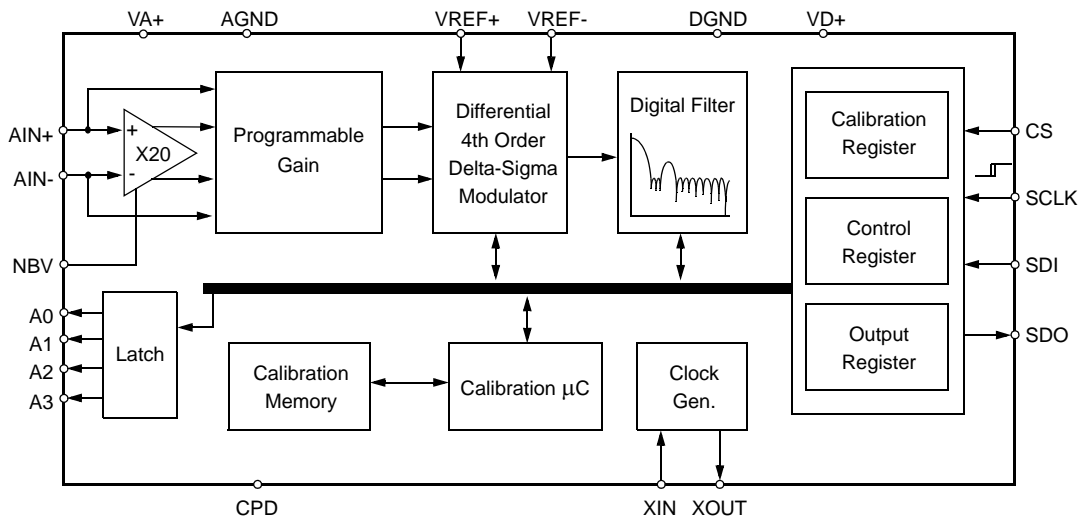 VA+
AGND
VREF+
VREF-
DGND
VD+
AIN+
AIN-
NBV
+
X20
-
Programmable
Gain
Differential
4th Order
Delta-Sigma
Modulator
Digital Filter
Calibration
Register
Control
Register
Output
Register
CS
SCLK
SDI
SDO
A0
A1
A2
A3
Latch
Calibration
Memory
Calibration μC
Clock
Gen.
CPD
XIN
XOUT